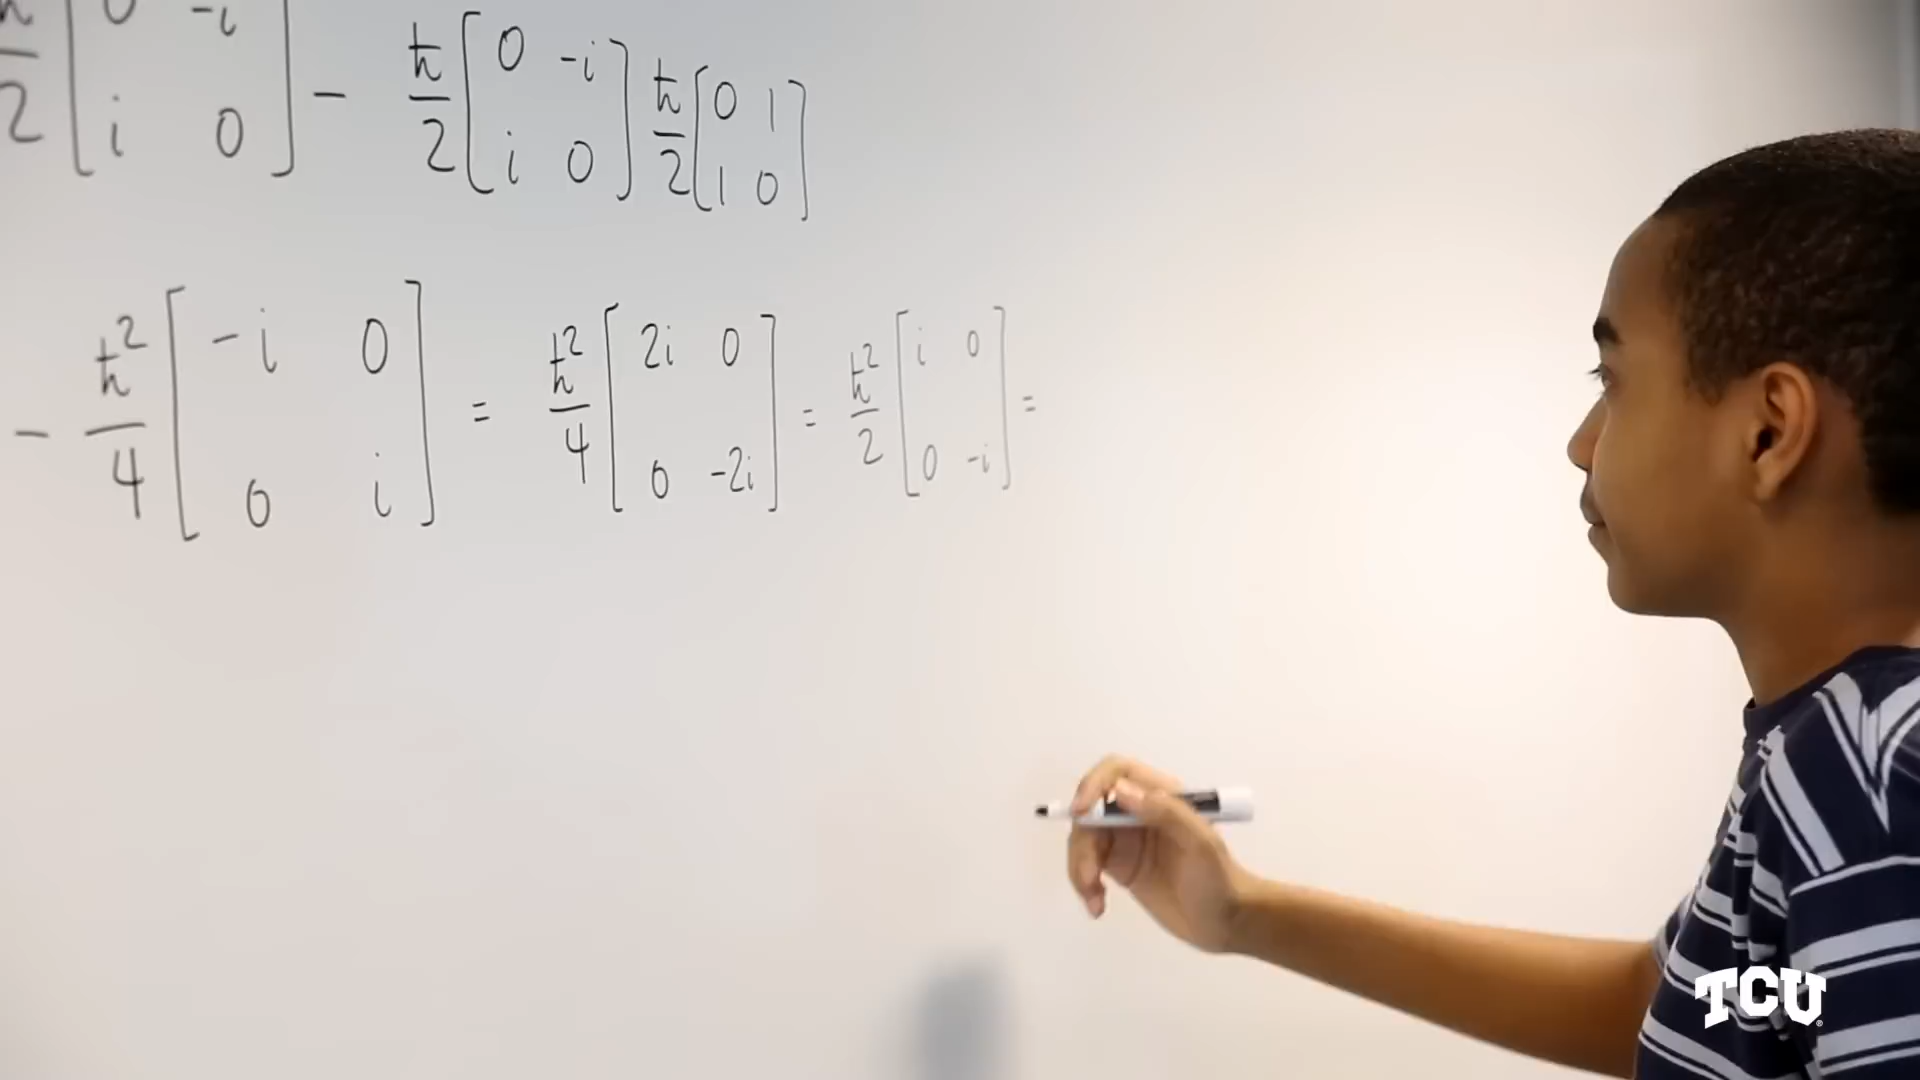 ħ/2 [0 -i; i 0] - ħ/2 [0 -i; i 0] ħ/2 [0 1; 1 0]
- ħ²/4 [-i 0; 0 i] = ħ²/4 [2i 0; 0 -2i] = ħ²/2 [i 0; 0 -i] =
TCU